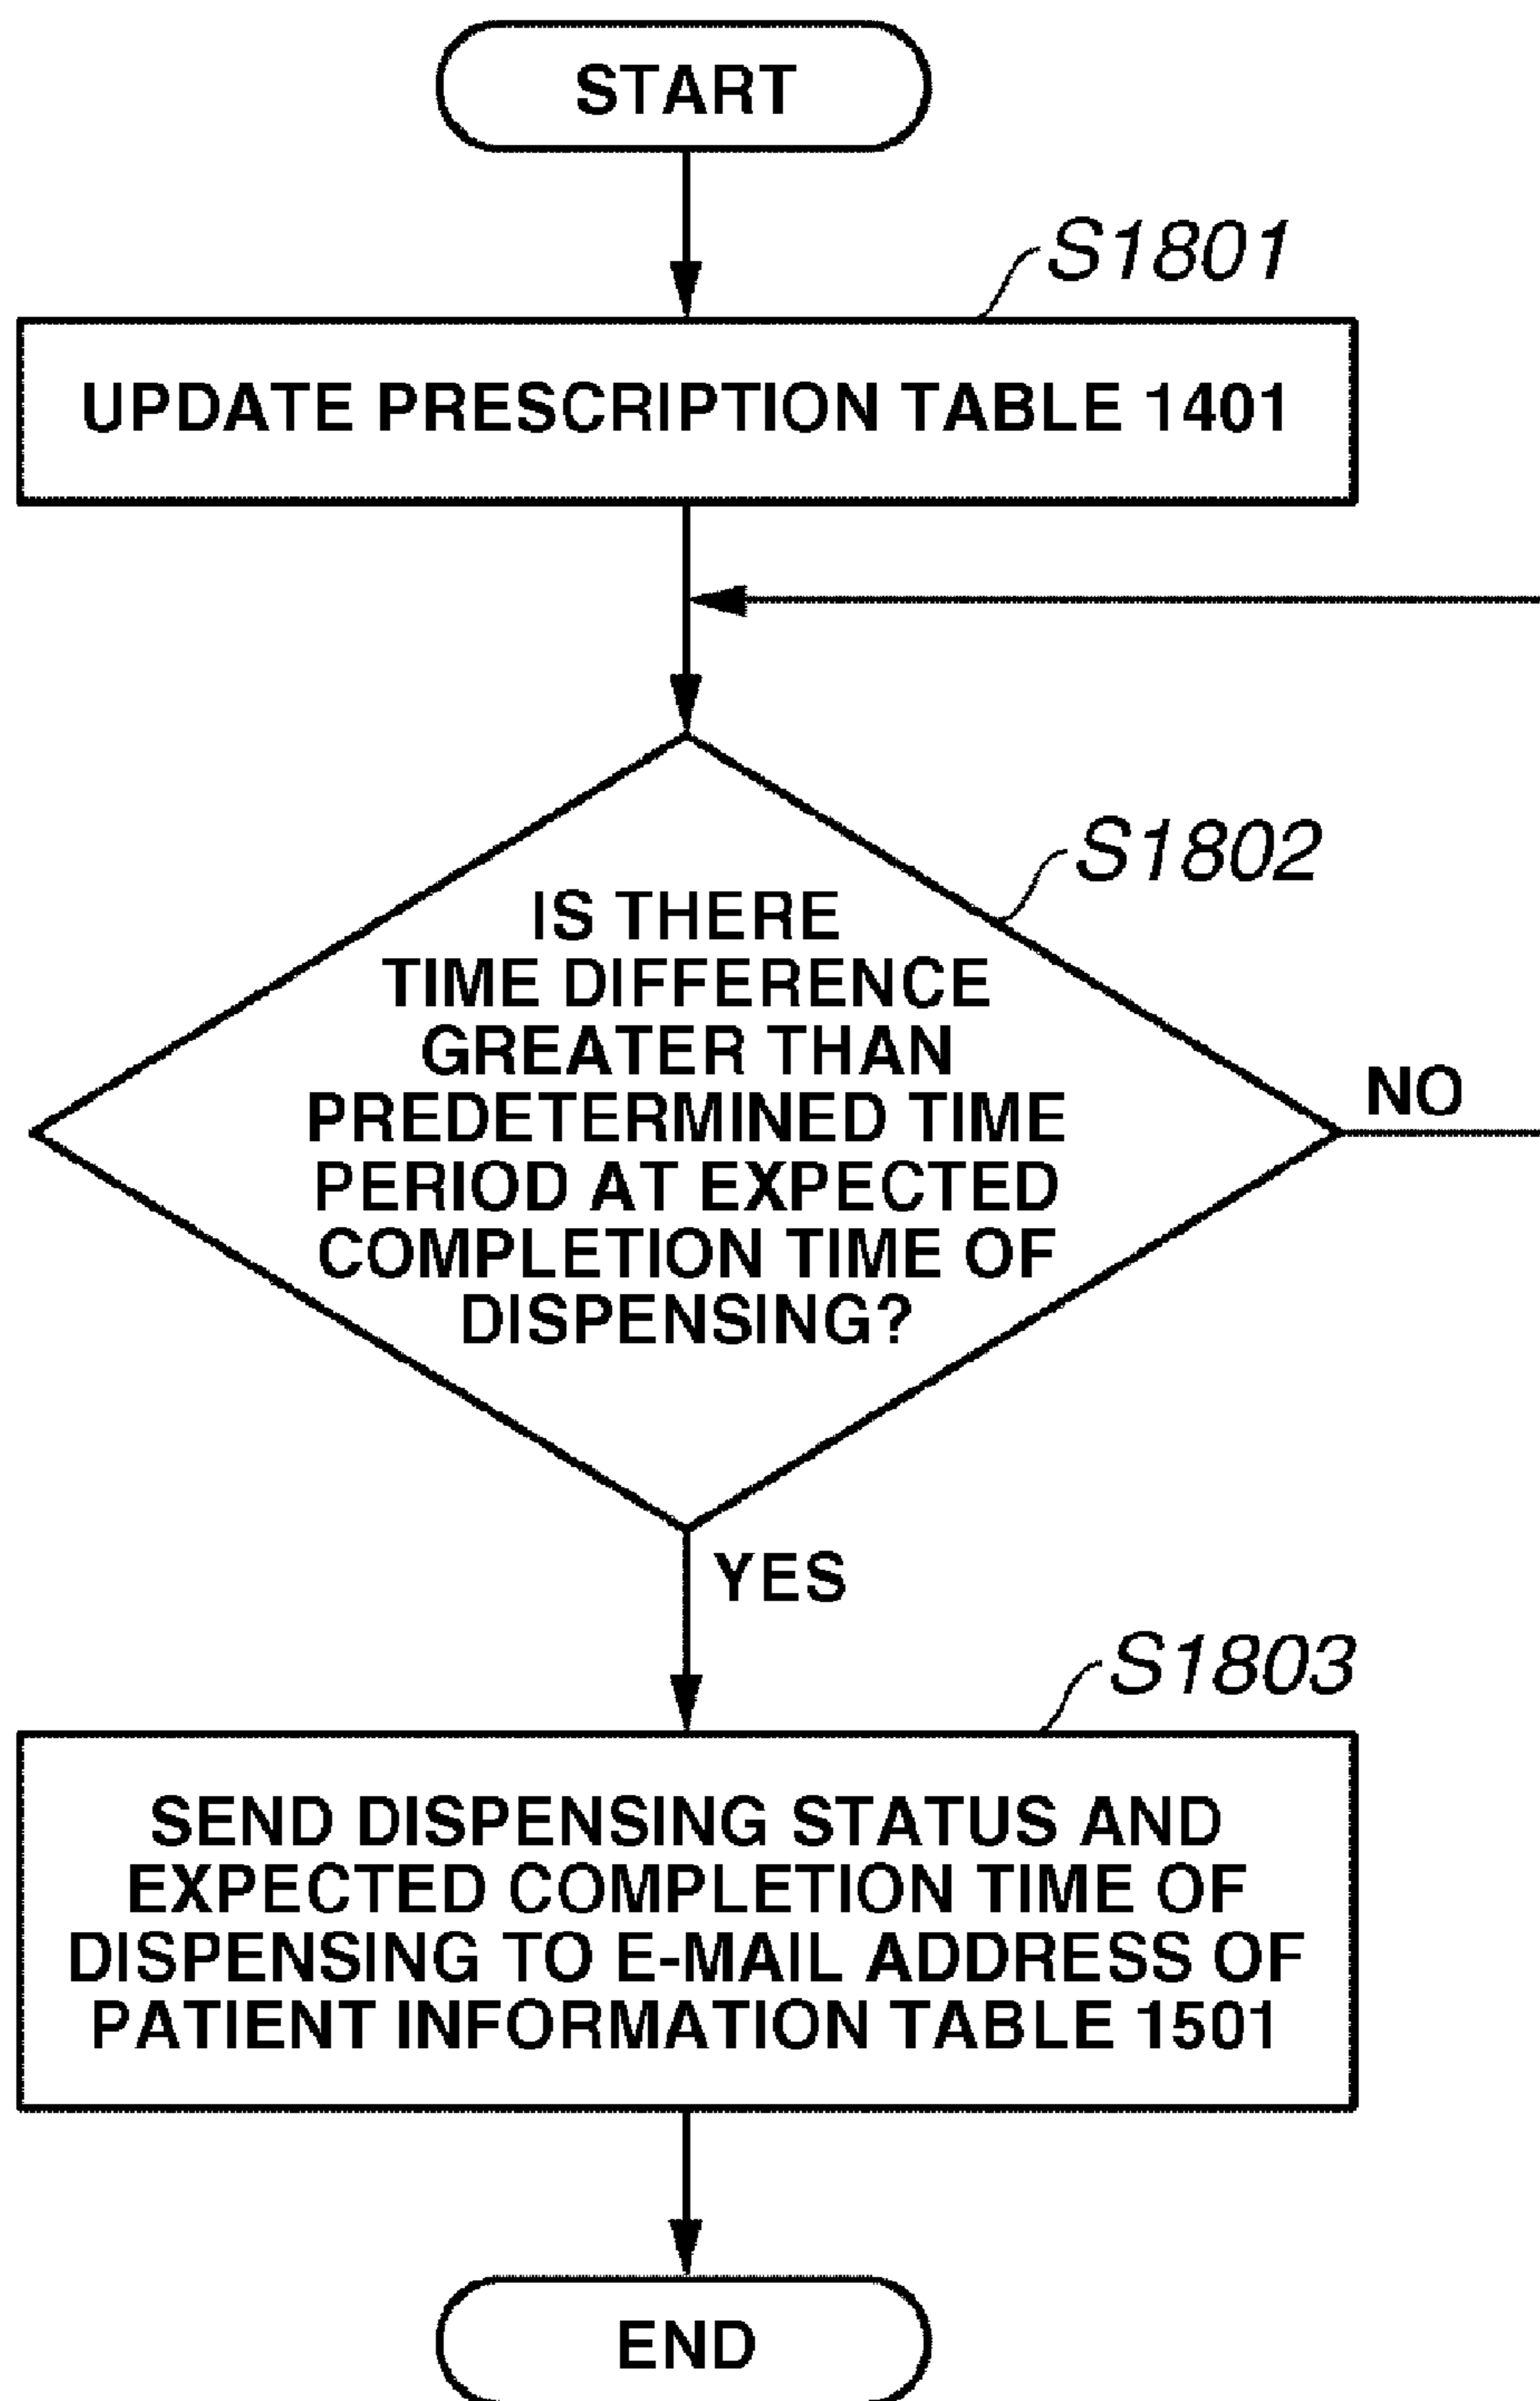 START
S1801
UPDATE PRESCRIPTION TABLE 1401
S1802
IS THERE
TIME DIFFERENCE
GREATER THAN
PREDETERMINED TIME
PERIOD AT EXPECTED
COMPLETION TIME OF
DISPENSING?
NO
YES
S1803
SEND DISPENSING STATUS AND
EXPECTED COMPLETION TIME OF
DISPENSING TO E-MAIL ADDRESS OF
PATIENT INFORMATION TABLE 1501
END